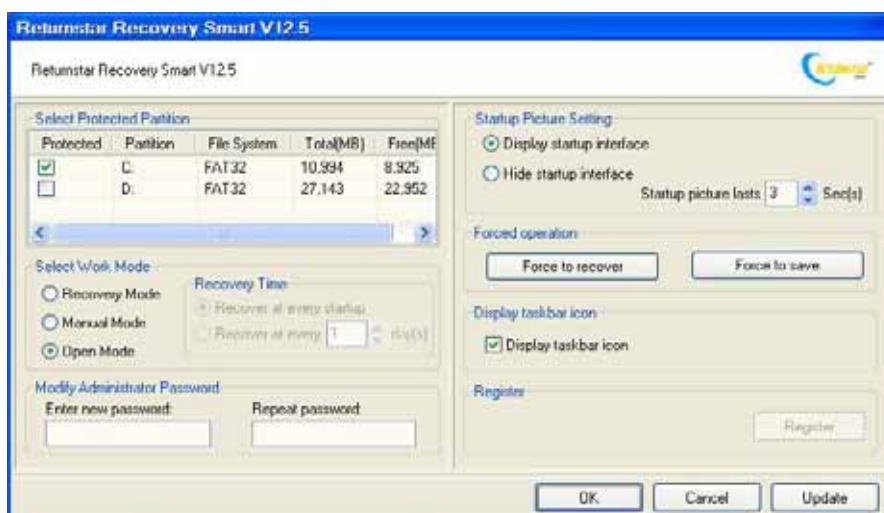 Returnstar Recovery Smart V12.5
Returnstar Recovery Smart V12.5
Select Protected Partition
Protected Partition File System Total(MB) Free(MB
C: FAT32 10.994 8.925
D: FAT32 27.143 22.952
Select Work Mode
Recovery Mode
Manual Mode
Open Mode
Recovery Time
Recover at every startup
Recover at every 1 day(s)
Modify Administrator Password
Enter new password: Repeat password
Startup Picture Setting
Display startup interface
Hide startup interface
Startup picture lasts 3 Sec(s)
Forced operation
Force to recover Force to save
Display taskbar icon
Display taskbar icon
Register
Register
OK Cancel Update